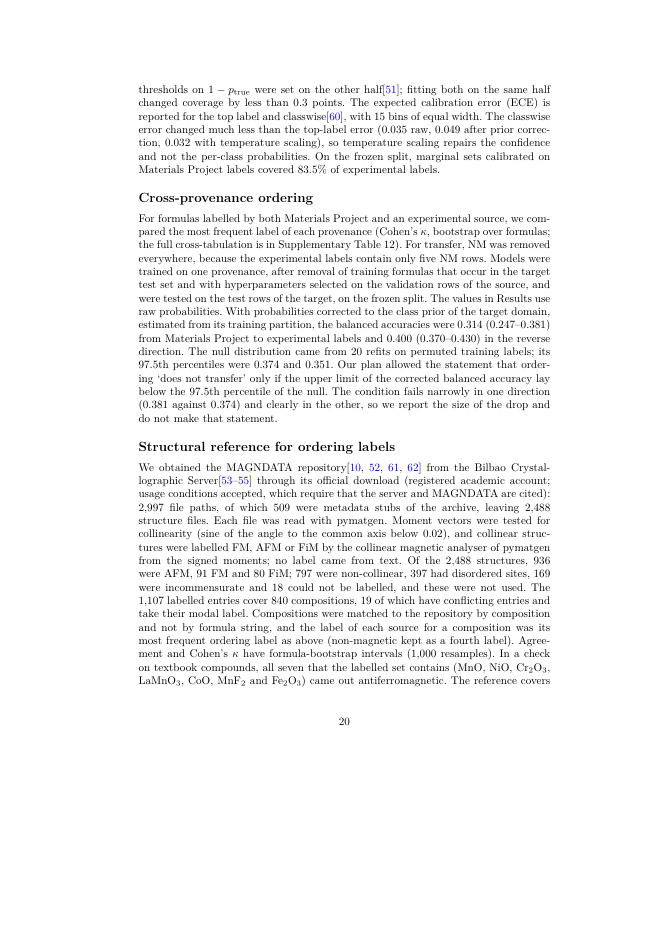 thresholds on 1 − p_true were set on the other half[51]; fitting both on the same half
changed coverage by less than 0.3 points. The expected calibration error (ECE) is
reported for the top label and classwise[60], with 15 bins of equal width. The classwise
error changed much less than the top-label error (0.035 raw, 0.049 after prior correc-
tion, 0.032 with temperature scaling), so temperature scaling repairs the confidence
and not the per-class probabilities. On the frozen split, marginal sets calibrated on
Materials Project labels covered 83.5% of experimental labels.
Cross-provenance ordering
For formulas labelled by both Materials Project and an experimental source, we com-
pared the most frequent label of each provenance (Cohen's κ, bootstrap over formulas;
the full cross-tabulation is in Supplementary Table 12). For transfer, NM was removed
everywhere, because the experimental labels contain only five NM rows. Models were
trained on one provenance, after removal of training formulas that occur in the target
test set and with hyperparameters selected on the validation rows of the source, and
were tested on the test rows of the target, on the frozen split. The values in Results use
raw probabilities. With probabilities corrected to the class prior of the target domain,
estimated from its training partition, the balanced accuracies were 0.314 (0.247–0.381)
from Materials Project to experimental labels and 0.400 (0.370–0.430) in the reverse
direction. The null distribution came from 20 refits on permuted training labels; its
97.5th percentiles were 0.374 and 0.351. Our plan allowed the statement that order-
ing 'does not transfer' only if the upper limit of the corrected balanced accuracy lay
below the 97.5th percentile of the null. The condition fails narrowly in one direction
(0.381 against 0.374) and clearly in the other, so we report the size of the drop and
do not make that statement.
Structural reference for ordering labels
We obtained the MAGNDATA repository[10, 52, 61, 62] from the Bilbao Crystal-
lographic Server[53–55] through its official download (registered academic account;
usage conditions accepted, which require that the server and MAGNDATA are cited):
2,997 file paths, of which 509 were metadata stubs of the archive, leaving 2,488
structure files. Each file was read with pymatgen. Moment vectors were tested for
collinearity (sine of the angle to the common axis below 0.02), and collinear struc-
tures were labelled FM, AFM or FiM by the collinear magnetic analyser of pymatgen
from the signed moments; no label came from text. Of the 2,488 structures, 936
were AFM, 91 FM and 80 FiM; 797 were non-collinear, 397 had disordered sites, 169
were incommensurate and 18 could not be labelled, and these were not used. The
1,107 labelled entries cover 840 compositions, 19 of which have conflicting entries and
take their modal label. Compositions were matched to the repository by composition
and not by formula string, and the label of each source for a composition was its
most frequent ordering label as above (non-magnetic kept as a fourth label). Agree-
ment and Cohen's κ have formula-bootstrap intervals (1,000 resamples). In a check
on textbook compounds, all seven that the labelled set contains (MnO, NiO, Cr₂O₃,
LaMnO₃, CoO, MnF₂ and Fe₂O₃) came out antiferromagnetic. The reference covers
20